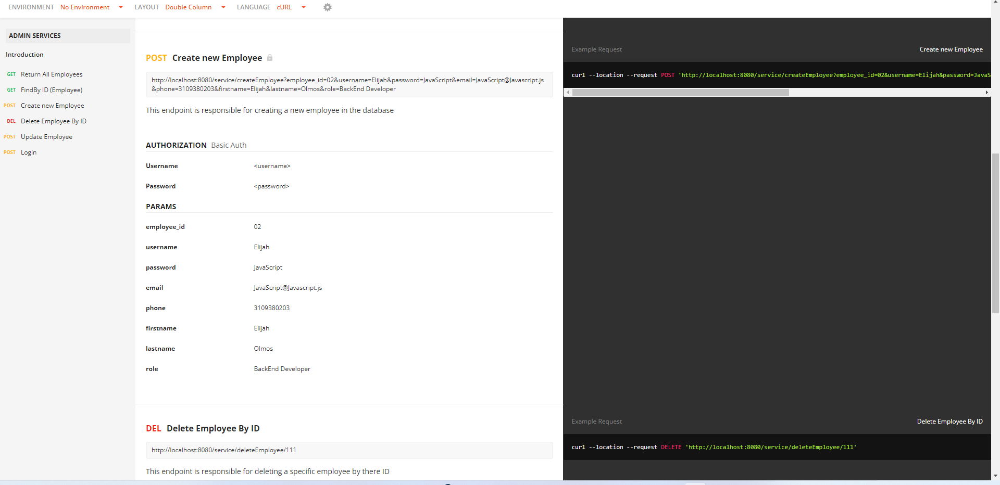 ENVIRONMENT No Environment LAYOUT Double Column LANGUAGE cURL
ADMIN SERVICES
Introduction
GET Return All Employees
GET FindBy ID (Employee)
POST Create new Employee
DEL Delete Employee By ID
POST Update Employee
POST Login
POST Create new Employee
http://localhost:8080/service/createEmployee?employee_id=02&username=Elijah&password=JavaScript&email=JavaScript@Javascript.js
&phone=3109380203&firstname=Elijah&lastname=Olmos&role=BackEnd Developer
This endpoint is responsible for creating a new employee in the database
AUTHORIZATION Basic Auth
Username <username>
Password <password>
PARAMS
employee_id 02
username Elijah
password JavaScript
email JavaScript@Javascript.js
phone 3109380203
firstname Elijah
lastname Olmos
role BackEnd Developer
DEL Delete Employee By ID
http://localhost:8080/service/deleteEmployee/111
This endpoint is responsible for deleting a specific employee by there ID
Example Request Create new Employee
curl --location --request POST 'http://localhost:8080/service/createEmployee?employee_id=02&username=Elijah&password=JavaS
Example Request Delete Employee By ID
curl --location --request DELETE 'http://localhost:8080/service/deleteEmployee/111'